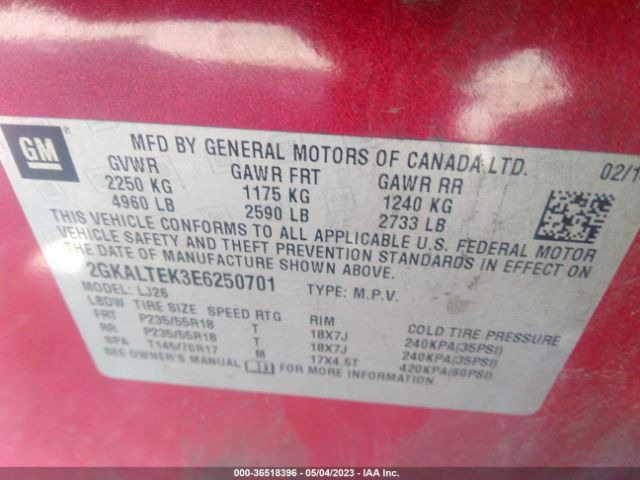 GM
MFD BY GENERAL MOTORS OF CANADA LTD. 02/1
GVWR GAWR FRT GAWR RR
2250 KG 1175 KG 1240 KG
4960 LB 2590 LB 2733 LB
THIS VEHICLE CONFORMS TO ALL APPLICABLE U.S. FEDERAL MOTOR
VEHICLE SAFETY AND THEFT PREVENTION STANDARDS IN EFFECT ON
THE DATE OF MANUFACTURE SHOWN ABOVE.
2GKALTEK3E6250701 TYPE: M.P.V.
MODEL: LJ26
LBDW TIRE SIZE SPEED RTG RIM COLD TIRE PRESSURE
FRT P235/55R18 T 18X7J 240KPA(35PSI)
RR P235/55R18 T 18X7J 240KPA(35PSI)
SPA T145/70R17 M 17X4.5T 420KPA(60PSI)
SEE OWNER'S MANUAL FOR MORE INFORMATION
000-36518396 - 05/04/2023 - IAA Inc.